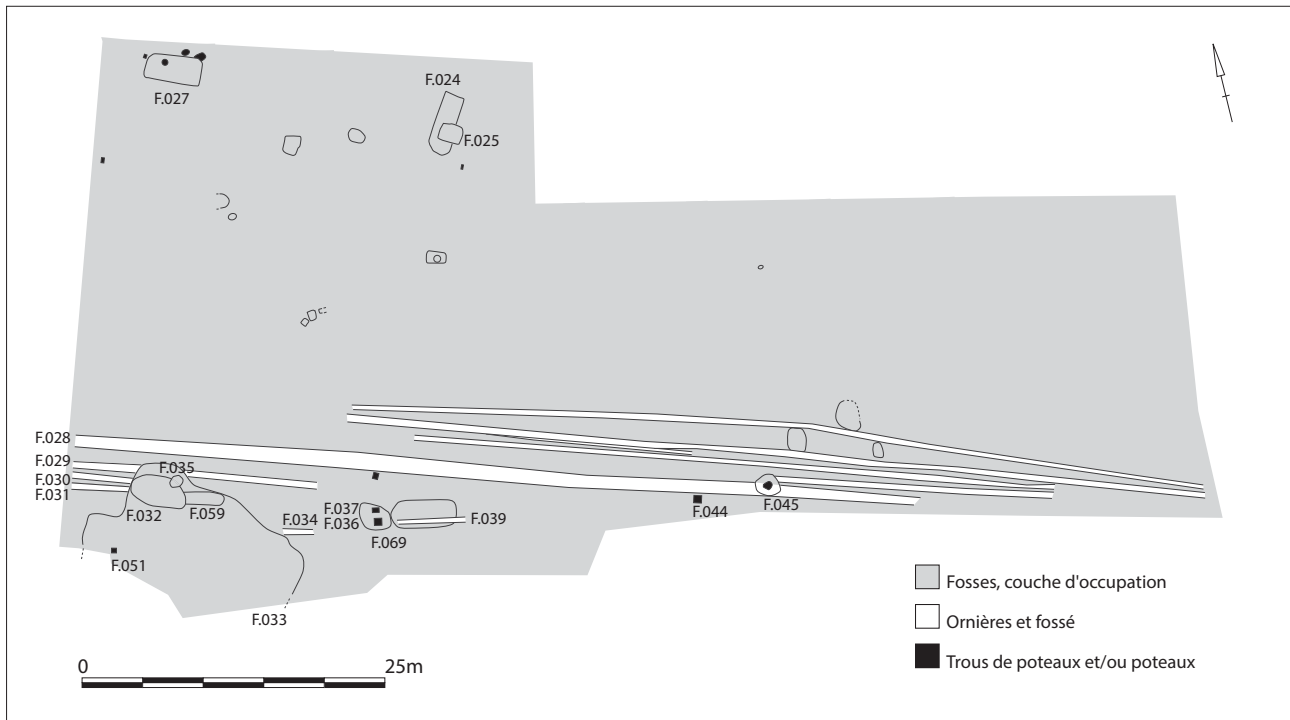 F.024
F.027
F.025
F.028
F.029
F.030
F.031
F.035
F.032
F.059
F.034
F.037
F.036
F.039
F.069
F.044
F.045
F.051
F.033
Fosses, couche d'occupation
Ornières et fossé
Trous de poteaux et/ou poteaux
0 25m